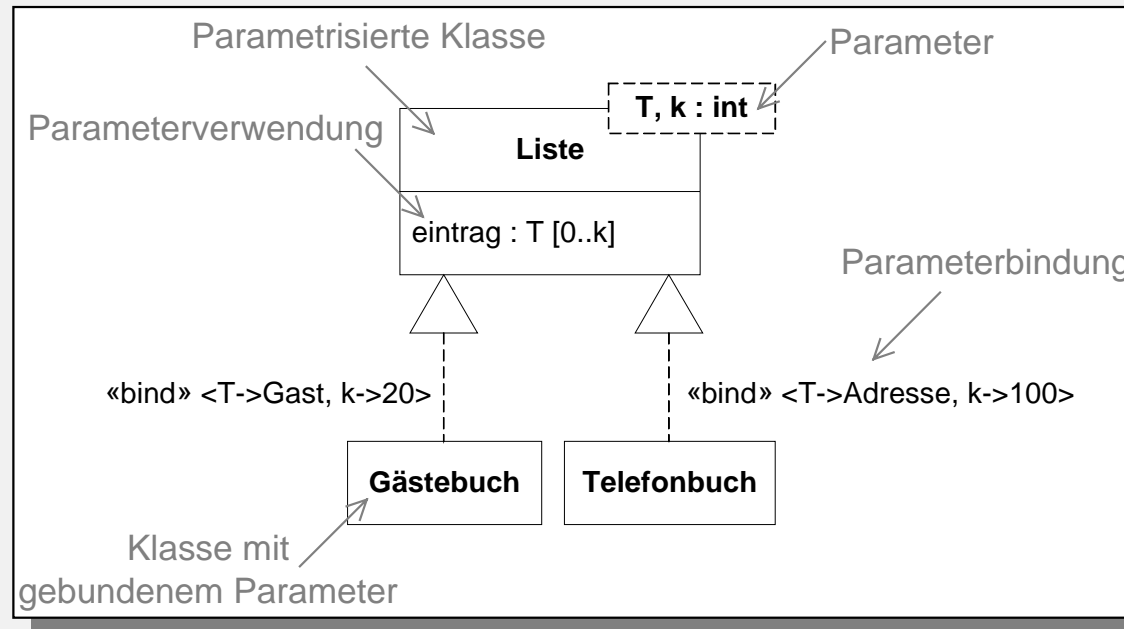 Parametrisierte Klasse
Parameter
T, k : int
Parameterverwendung
Liste
eintrag : T [0..k]
Parameterbindung
«bind» <T->Gast, k->20>
«bind» <T->Adresse, k->100>
Gästebuch
Telefonbuch
Klasse mit
gebundenem Parameter